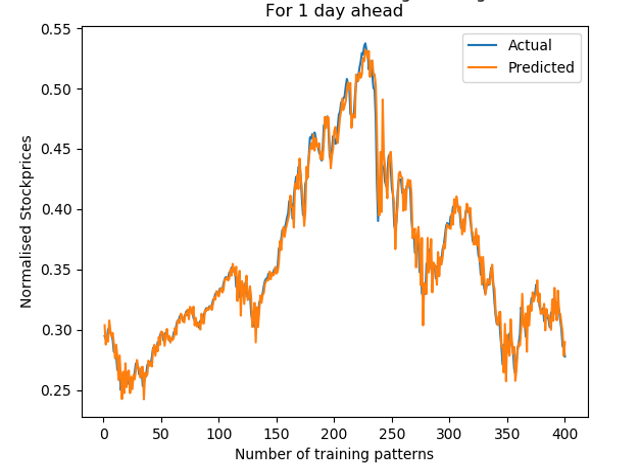 For 1 day ahead
Actual
Predicted
Normalised Stockprices
0.55
0.50
0.45
0.40
0.35
0.30
0.25
0 50 100 150 200 250 300 350 400
Number of training patterns